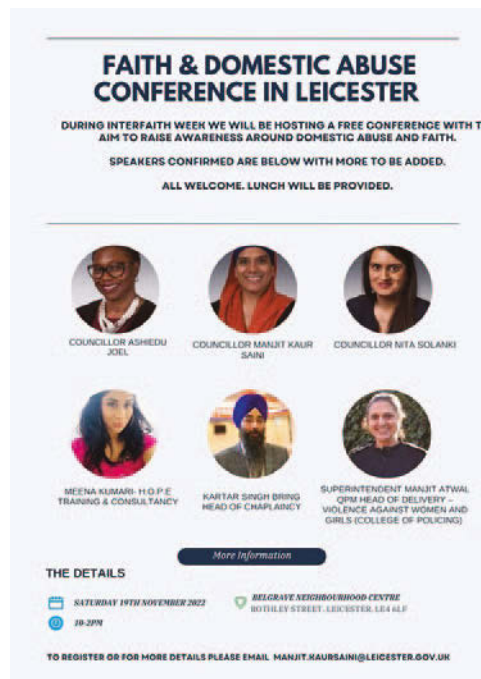 FAITH & DOMESTIC ABUSE
CONFERENCE IN LEICESTER
DURING INTERFAITH WEEK WE WILL BE HOSTING A FREE CONFERENCE WITH T
AIM TO RAISE AWARENESS AROUND DOMESTIC ABUSE AND FAITH.
SPEAKERS CONFIRMED ARE BELOW WITH MORE TO BE ADDED.
ALL WELCOME. LUNCH WILL BE PROVIDED.
COUNCILLOR ASHIEDU
JOEL
COUNCILLOR MANJIT KAUR
SAINI
COUNCILLOR NITA SOLANKI
MEENA KUMARI- H.O.P.E
TRAINING & CONSULTANCY
KARTAR SINGH BRING
HEAD OF CHAPLAINCY
SUPERINTENDENT MANJIT ATWAL
QPM HEAD OF DELIVERY –
VIOLENCE AGAINST WOMEN AND
GIRLS (COLLEGE OF POLICING)
More Information
THE DETAILS
SATURDAY 19TH NOVEMBER 2022
10-2PM
BELGRAVE NEIGHBOURHOOD CENTRE
ROTHLEY STREET, LEICESTER, LE4 6LF
TO REGISTER OR FOR MORE DETAILS PLEASE EMAIL MANJIT.KAURSAINI@LEICESTER.GOV.UK